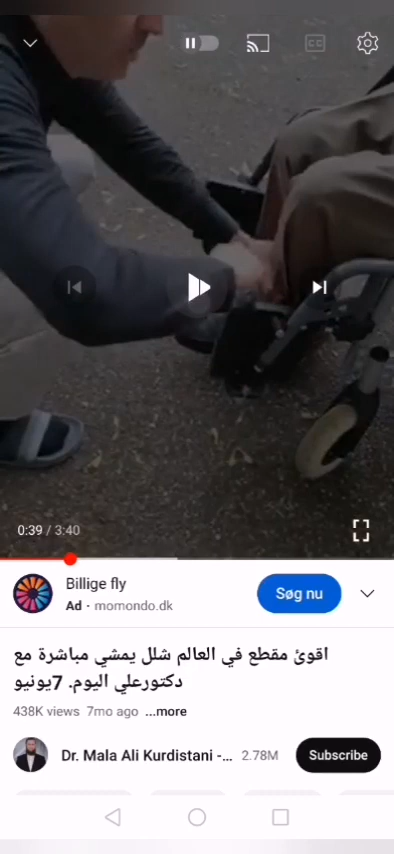 CC
0:39 / 3:40
Billige fly
Ad · momondo.dk
Søg nu
اقوئ مقطع في العالم شلل يمشي مباشرة مع
دكتورعلي اليوم. 7يونيو
438K views 7mo ago ...more
Dr. Mala Ali Kurdistani -... 2.78M
Subscribe